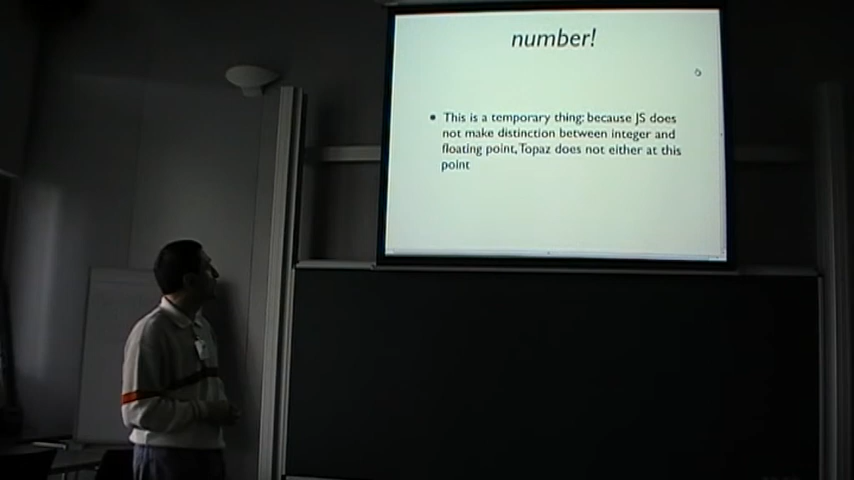 number!
• This is a temporary thing: because JS does
not make distinction between integer and
floating point, Topaz does not either at this
point